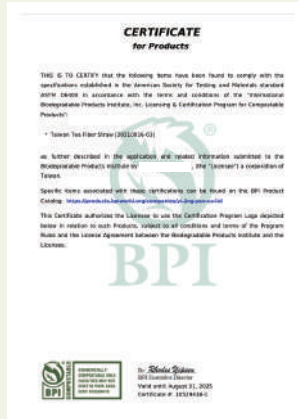 CERTIFICATE
for Products
THIS IS TO CERTIFY that the following items have been found to comply with the
specifications established in the American Society for Testing and Materials standard
ASTM D6400 in accordance with the terms and conditions of the "International
Biodegradable Products Institute, Inc. Licensing & Certification Program for Compostable
Products":
as further described in the application and related information submitted to the
Biodegradable Products Institute by , (the "Licensee") a corporation of
Taiwan.
Specific items associated with these certifications can be found on the BPI Product
Catalog:
This Certificate authorizes the Licensee to use the Certification Program Logo depicted
below in relation to such Products, subject to all conditions and terms of the Program
Rules and the License Agreement between the Biodegradable Products Institute and the
Licensee.
BPI
BPI
COMPOSTABLE
COMMERCIALLY
COMPOSTABLE ONLY
By:
BPI Executive Director
Valid until August 31, 2025